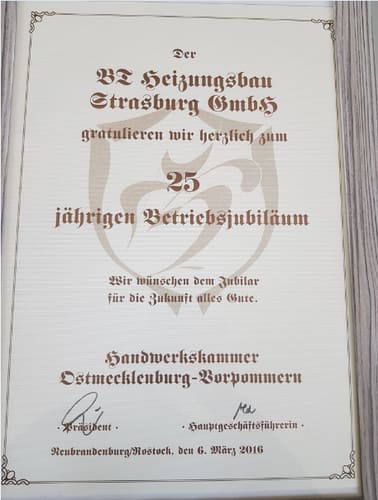 Der
BT Heizungsbau
Strasburg GmbH
gratulieren wir herzlich zum
25
jährigen Betriebsjubiläum
Wir wünschen dem Jubilar
für die Zukunft alles Gute.
Handwerkskammer
Ostmecklenburg-Vorpommern
· Präsident · · Hauptgeschäftsführerin ·
Neubrandenburg/Rostock, den 6. März 2016